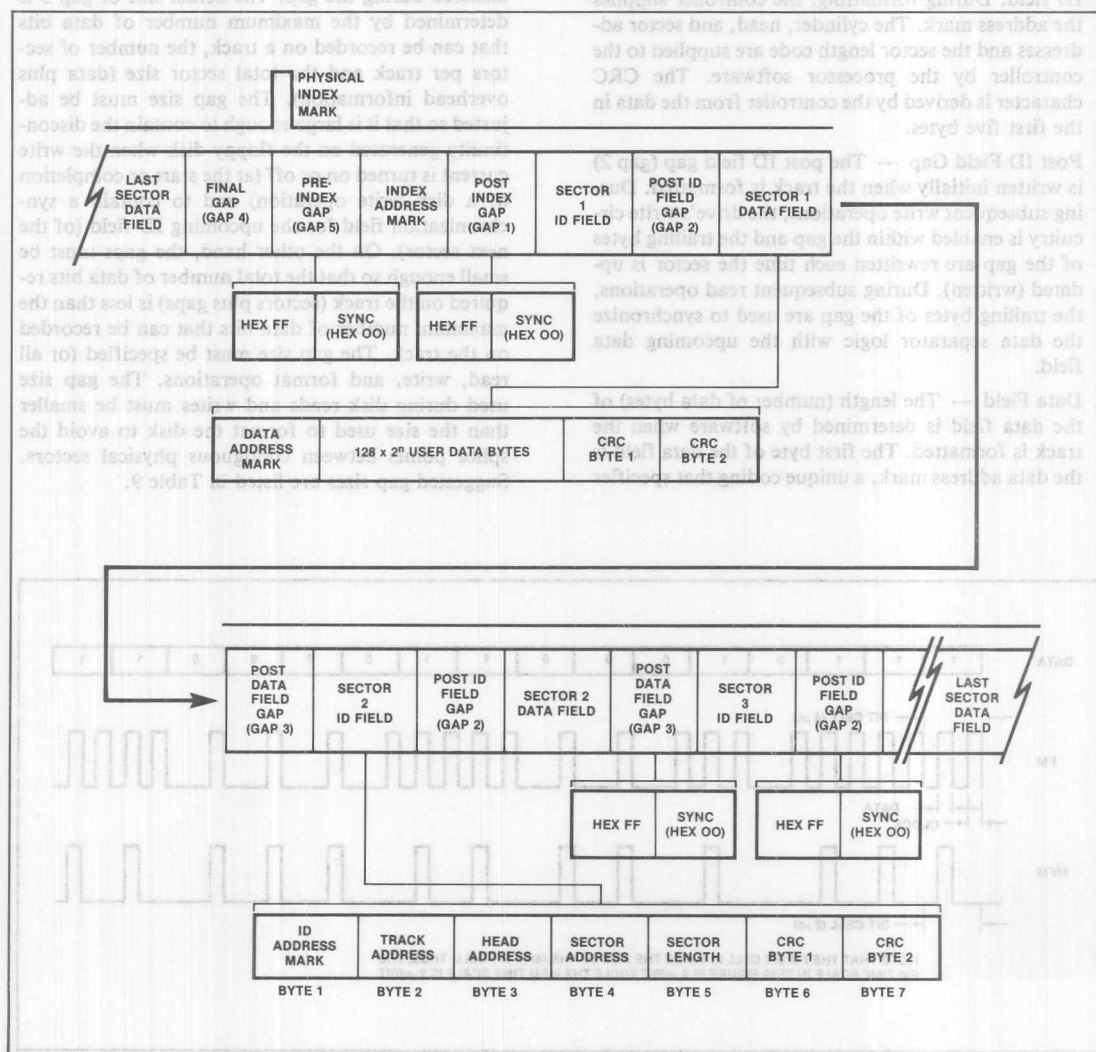 PHYSICAL
INDEX
MARK
LAST
SECTOR
DATA
FIELD
FINAL
GAP
(GAP 4)
PRE-
INDEX
GAP
(GAP 5)
INDEX
ADDRESS
MARK
POST
INDEX
GAP
(GAP 1)
SECTOR
1
ID FIELD
POST ID
FIELD
GAP
(GAP 2)
SECTOR 1
DATA FIELD
HEX FF
SYNC
(HEX OO)
HEX FF
SYNC
(HEX OO)
DATA
ADDRESS
MARK
128 x 2ⁿ USER DATA BYTES
CRC
BYTE 1
CRC
BYTE 2
POST
DATA
FIELD
GAP
(GAP 3)
SECTOR
2
ID FIELD
POST ID
FIELD
GAP
(GAP 2)
SECTOR 2
DATA FIELD
POST
DATA
FIELD
GAP
(GAP 3)
SECTOR
3
ID FIELD
POST ID
FIELD
GAP
(GAP 2)
LAST
SECTOR
DATA
FIELD
HEX FF
SYNC
(HEX OO)
HEX FF
SYNC
(HEX OO)
ID
ADDRESS
MARK
TRACK
ADDRESS
HEAD
ADDRESS
SECTOR
ADDRESS
SECTOR
LENGTH
CRC
BYTE 1
CRC
BYTE 2
BYTE 1 BYTE 2 BYTE 3 BYTE 4 BYTE 5 BYTE 6 BYTE 7